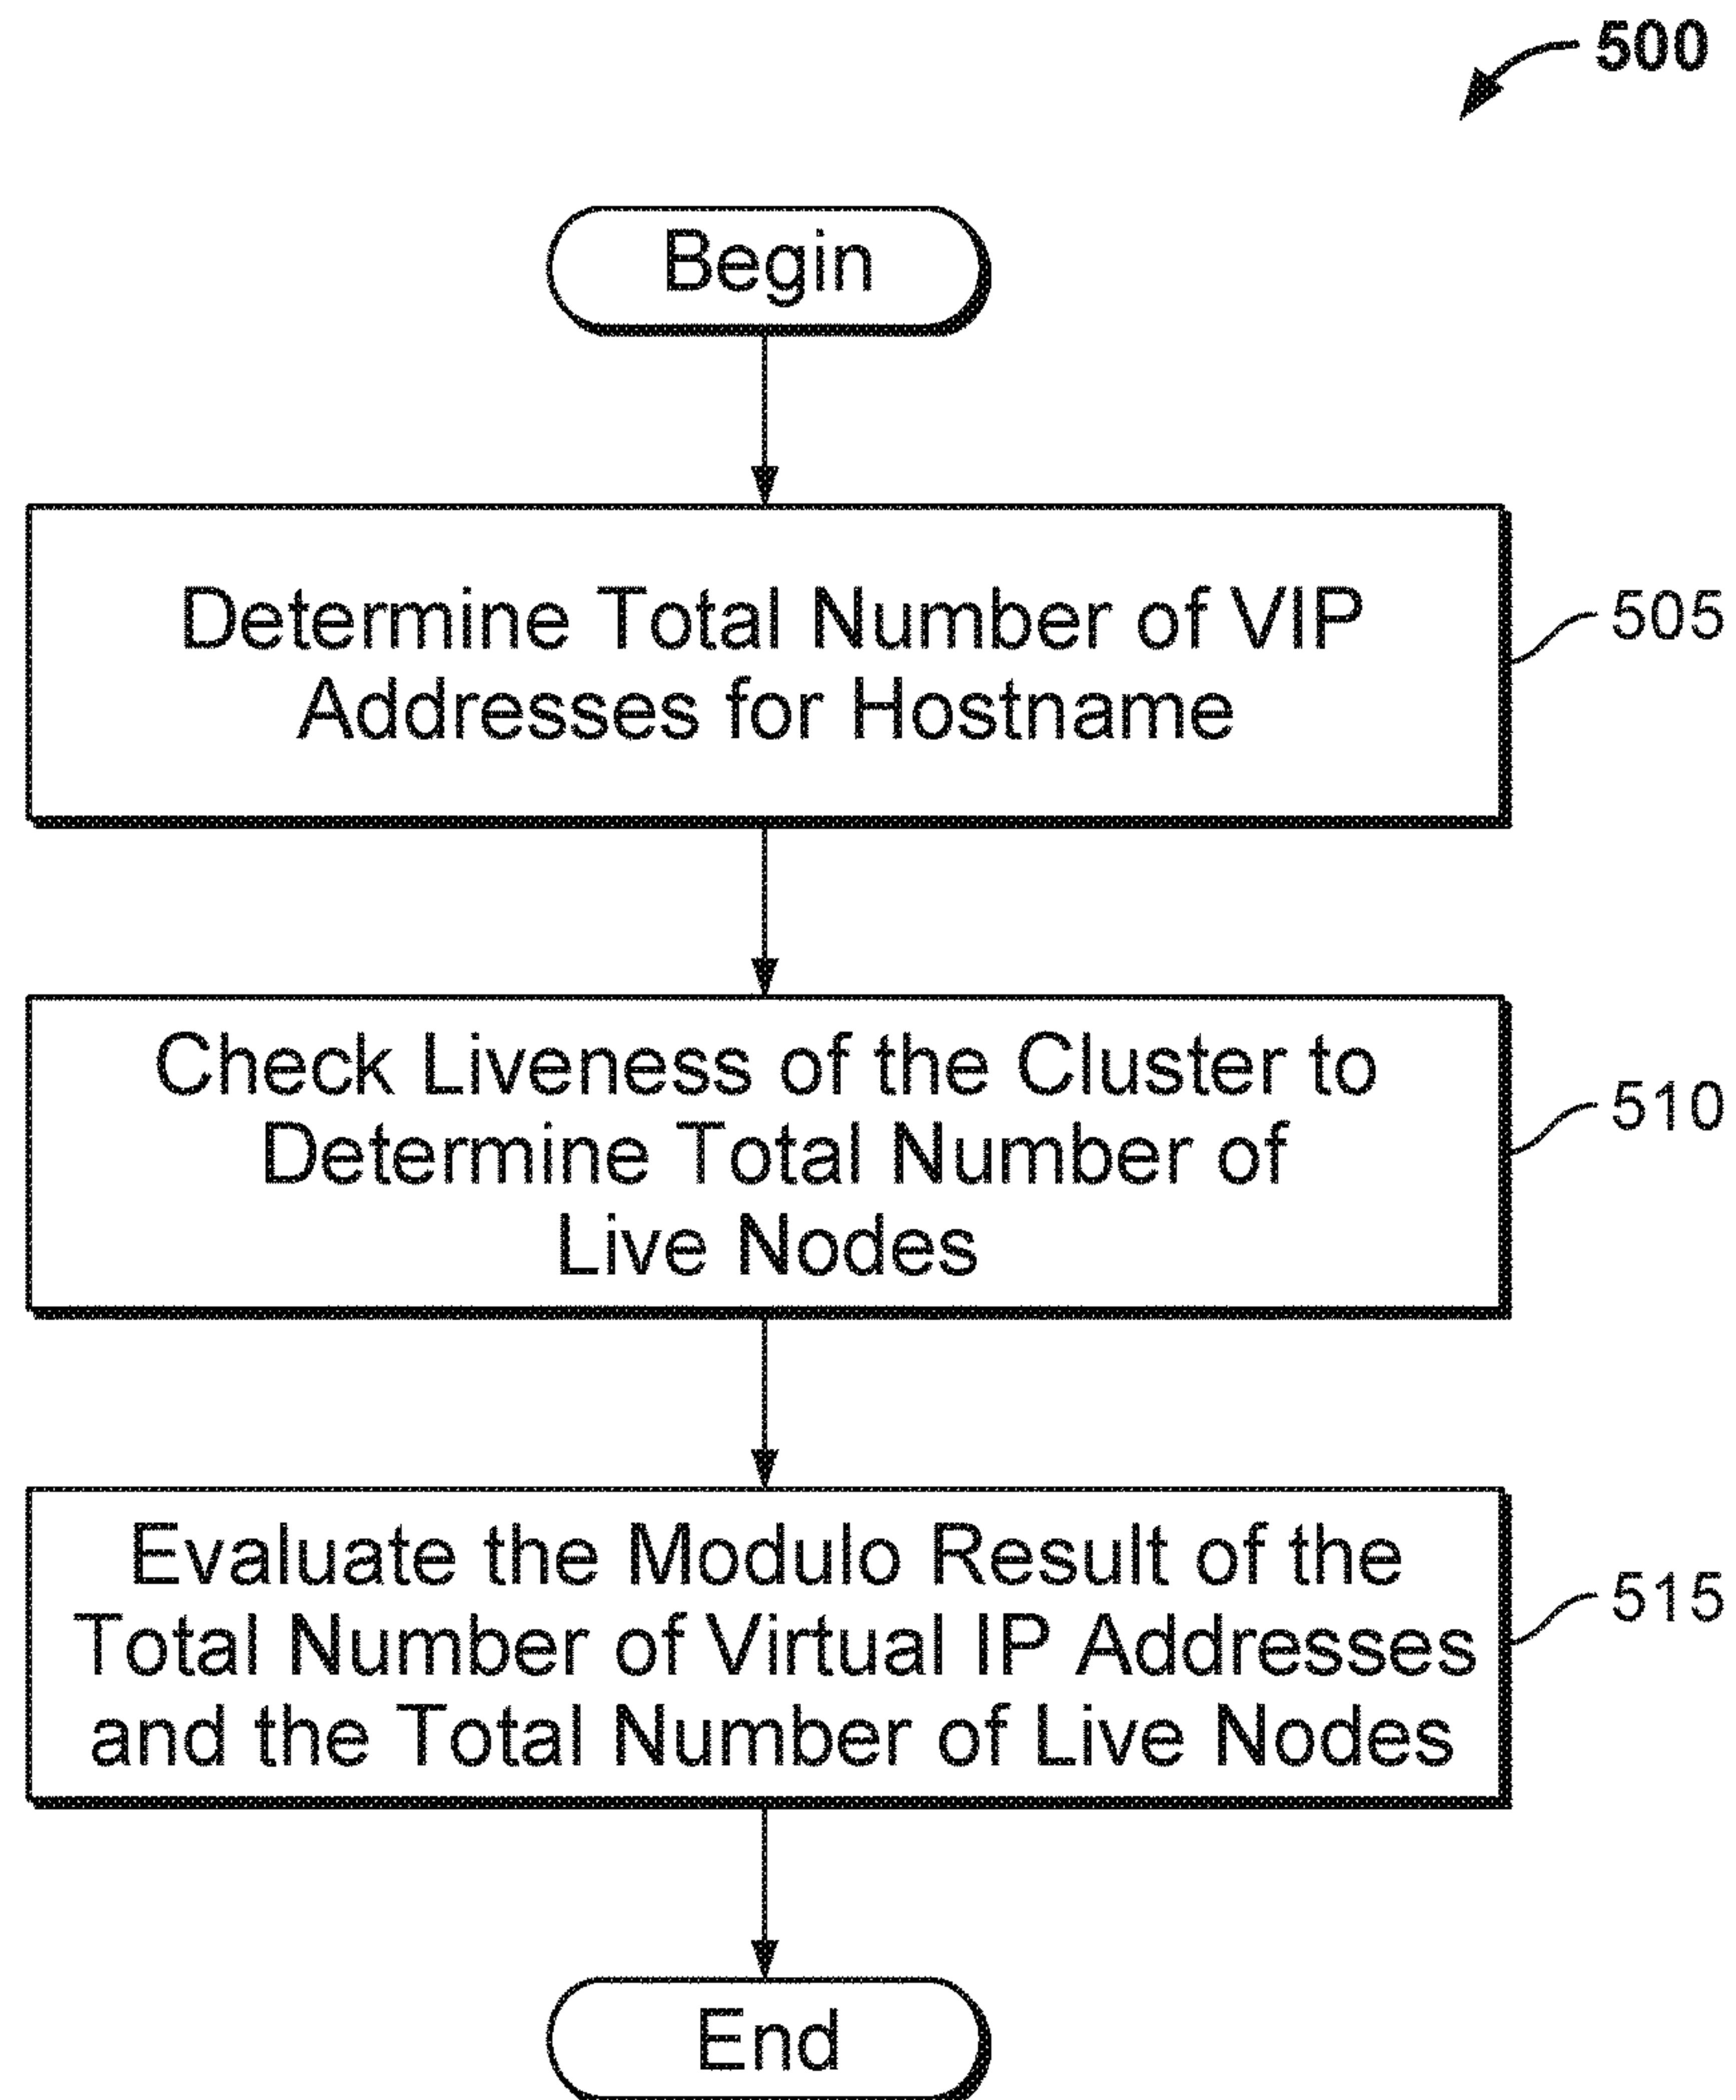 500
Begin
Determine Total Number of VIP
Addresses for Hostname
505
Check Liveness of the Cluster to
Determine Total Number of
Live Nodes
510
Evaluate the Modulo Result of the
Total Number of Virtual IP Addresses
and the Total Number of Live Nodes
515
End